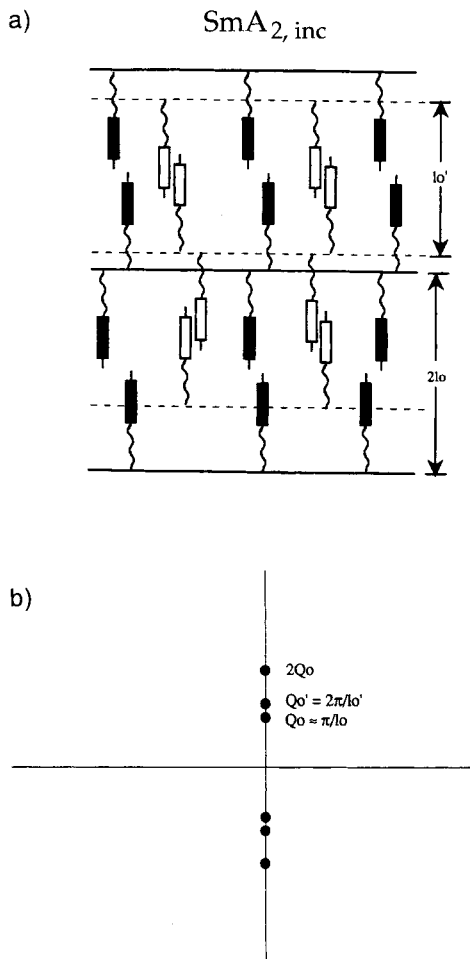 a)
SmA2, inc
lo'
2lo
b)
2Qo
Qo' = 2π/lo'
Qo ≈ π/lo